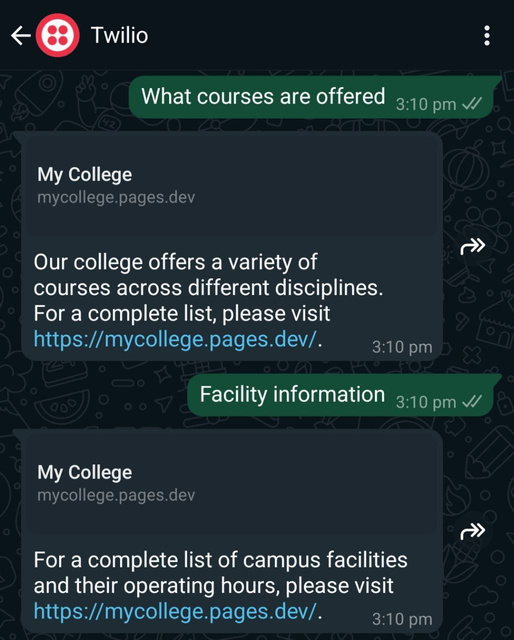 Twilio
What courses are offered 3:10 pm
My College
mycollege.pages.dev
Our college offers a variety of
courses across different disciplines.
For a complete list, please visit
https://mycollege.pages.dev/. 3:10 pm
Facility information 3:10 pm
My College
mycollege.pages.dev
For a complete list of campus facilities
and their operating hours, please visit
https://mycollege.pages.dev/. 3:10 pm